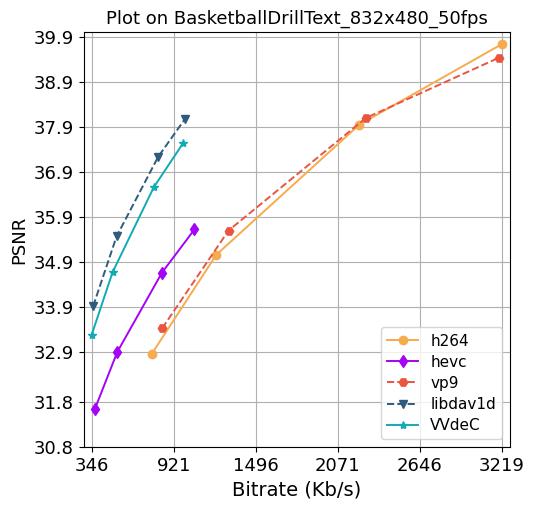 Plot on BasketballDrillText_832x480_50fps
PSNR
39.9
38.9
37.9
36.9
35.9
34.9
33.9
32.9
31.8
30.8
h264
hevc
vp9
libdav1d
VVdeC
346 921 1496 2071 2646 3219
Bitrate (Kb/s)